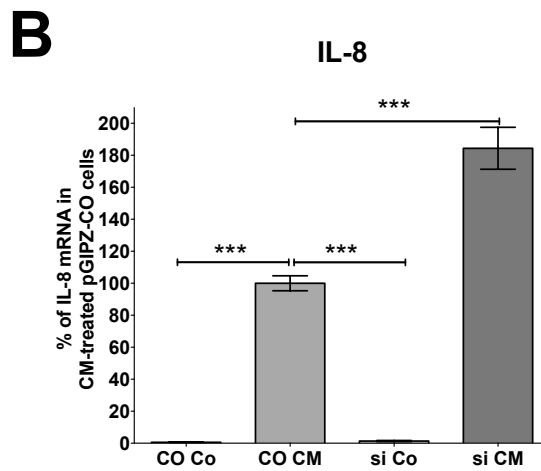 B
IL-8
% of IL-8 mRNA in
CM-treated pGIPZ-CO cells
200
180
160
140
120
100
80
60
40
20
0
***
***
***
CO Co
CO CM
si Co
si CM